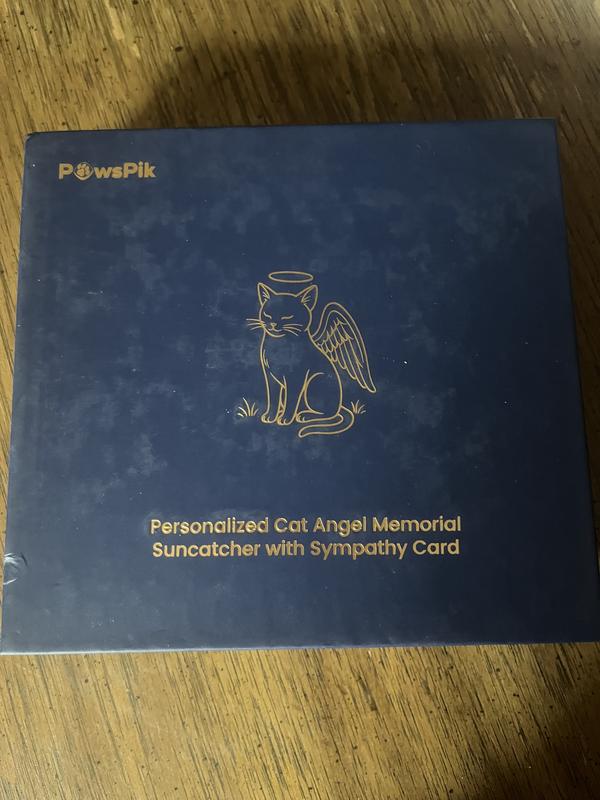 PawsPik
Personalized Cat Angel Memorial
Suncatcher with Sympathy Card